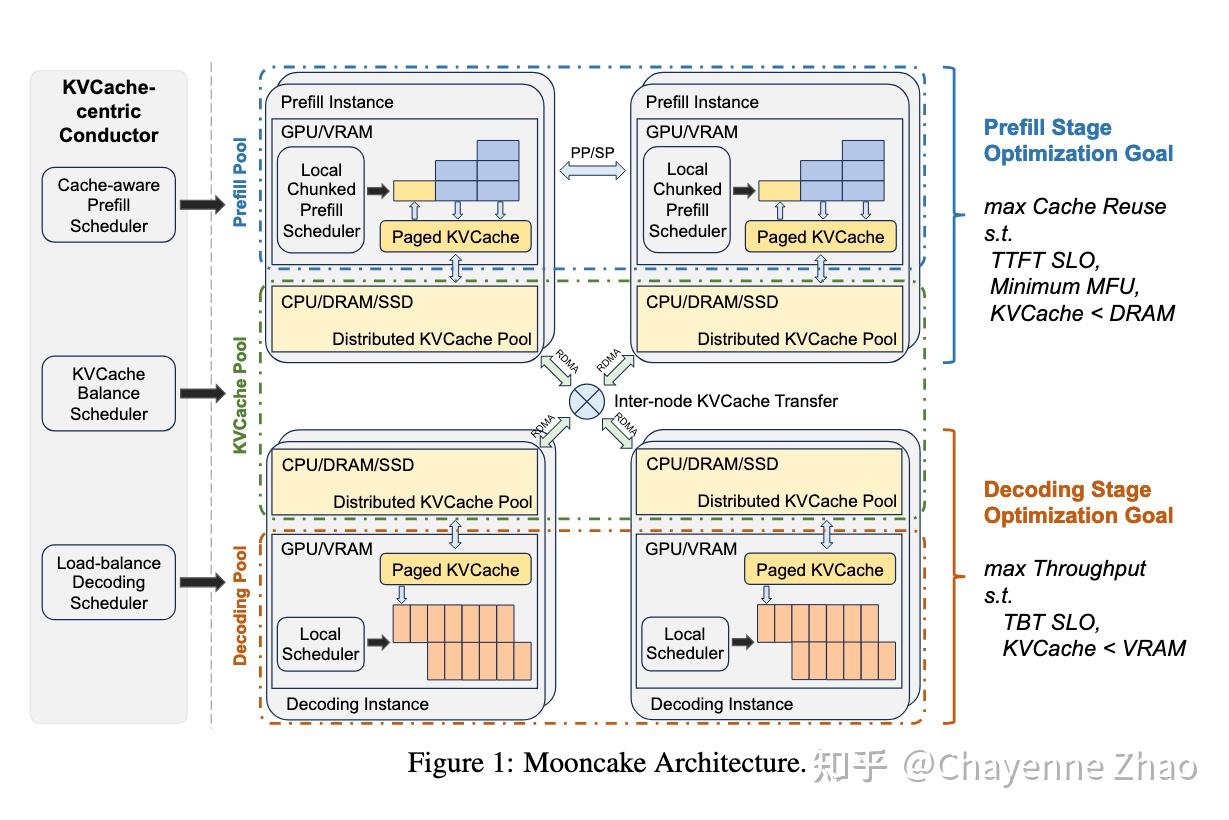 KVCache-
centric
Conductor
Cache-aware
Prefill
Scheduler
KVCache
Balance
Scheduler
Load-balance
Decoding
Scheduler
Prefill Pool
KVCache Pool
Decoding Pool
Prefill Instance
GPU/VRAM
Local
Chunked
Prefill
Scheduler
Paged KVCache
CPU/DRAM/SSD
Distributed KVCache Pool
PP/SP
Prefill Instance
GPU/VRAM
Local
Chunked
Prefill
Scheduler
Paged KVCache
CPU/DRAM/SSD
Distributed KVCache Pool
RDMA
RDMA
Inter-node KVCache Transfer
RDMA
RDMA
CPU/DRAM/SSD
Distributed KVCache Pool
GPU/VRAM
Paged KVCache
Local
Scheduler
Decoding Instance
CPU/DRAM/SSD
Distributed KVCache Pool
GPU/VRAM
Paged KVCache
Local
Scheduler
Decoding Instance
Prefill Stage
Optimization Goal
max Cache Reuse
s.t.
TTFT SLO,
Minimum MFU,
KVCache < DRAM
Decoding Stage
Optimization Goal
max Throughput
s.t.
TBT SLO,
KVCache < VRAM
Figure 1: Mooncake Architecture.
知乎 @Chayenne Zhao